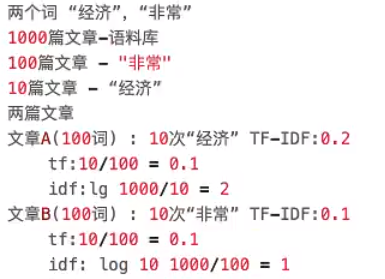 两个词 “经济”，“非常”
1000篇文章-语料库
100篇文章 - "非常"
10篇文章 - “经济”
两篇文章
文章A(100词) : 10次“经济” TF-IDF:0.2
tf:10/100 = 0.1
idf:lg 1000/10 = 2
文章B(100词) : 10次“非常” TF-IDF:0.1
tf:10/100 = 0.1
idf: log 10 1000/100 = 1